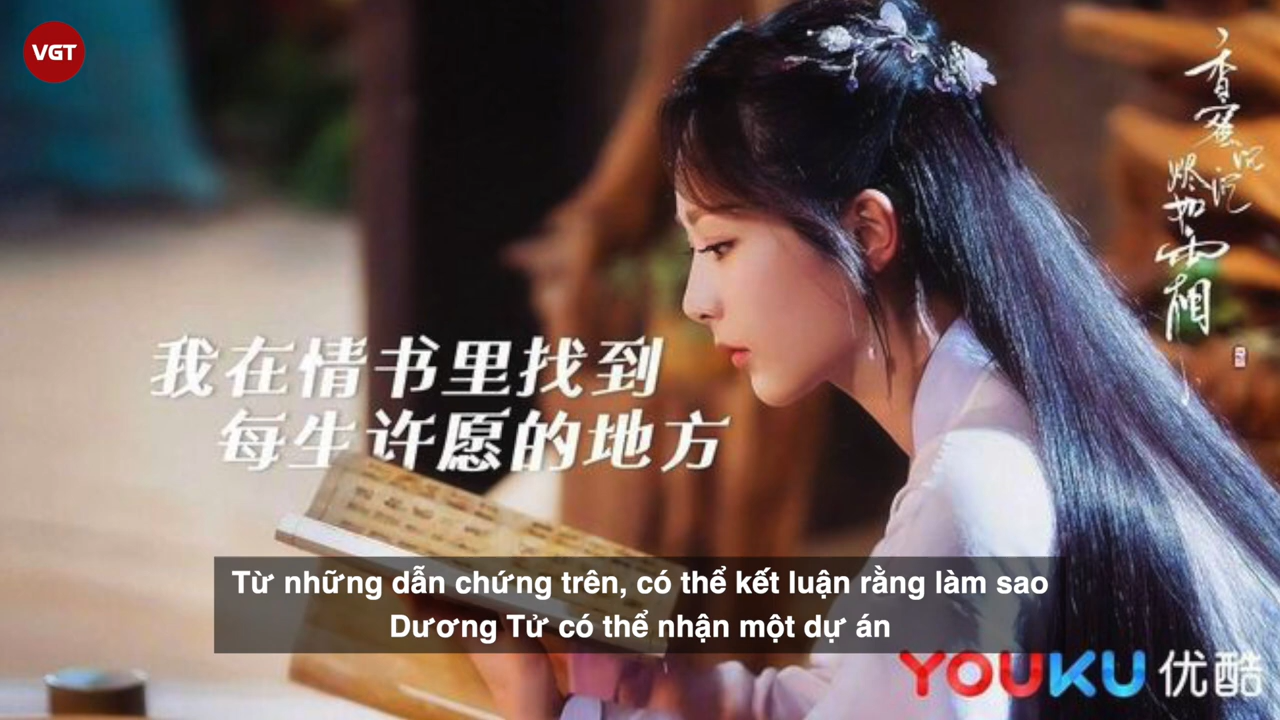 VGT
香蜜沉沉
烬如霜
我在情书里找到
每生许愿的地方
Từ những dẫn chứng trên, có thể kết luận rằng làm sao
Dương Tử có thể nhận một dự án
YOUKU 优酷